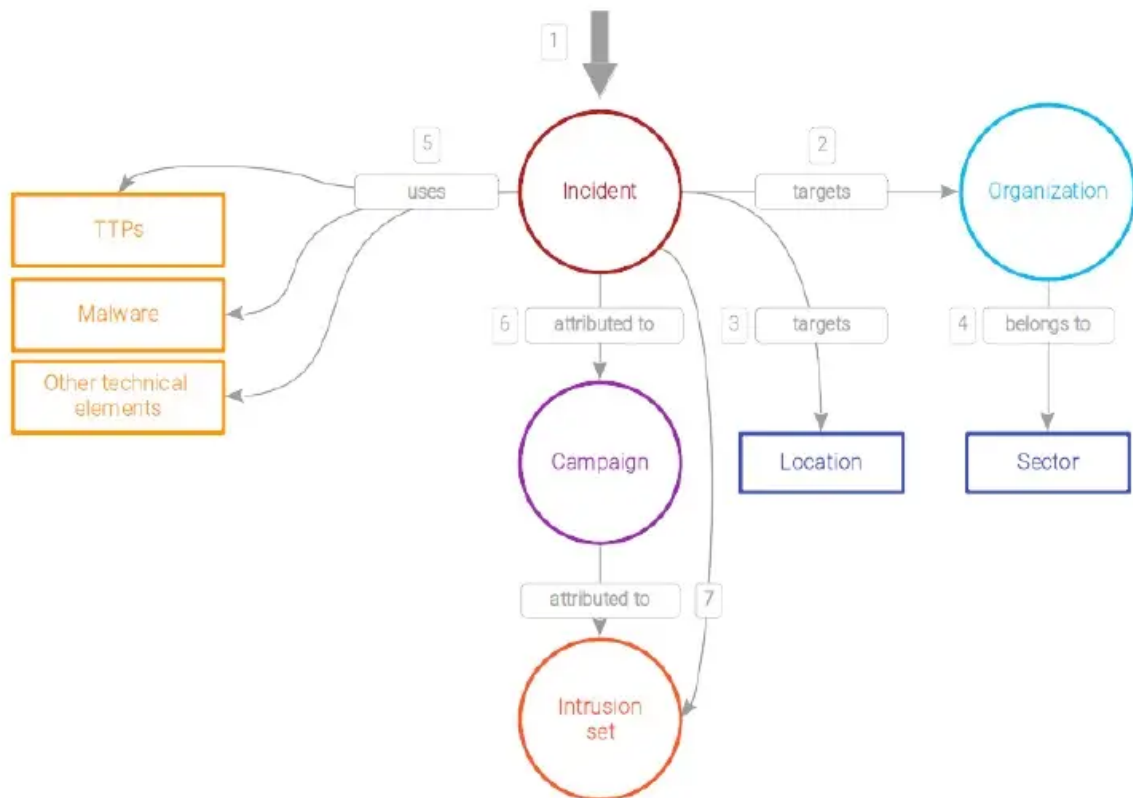 1
5
2
uses
Incident
targets
Organization
TTPs
Malware
6
attributed to
3
targets
4
belongs to
Other technical
elements
Campaign
Location
Sector
attributed to
7
Intrusion
set